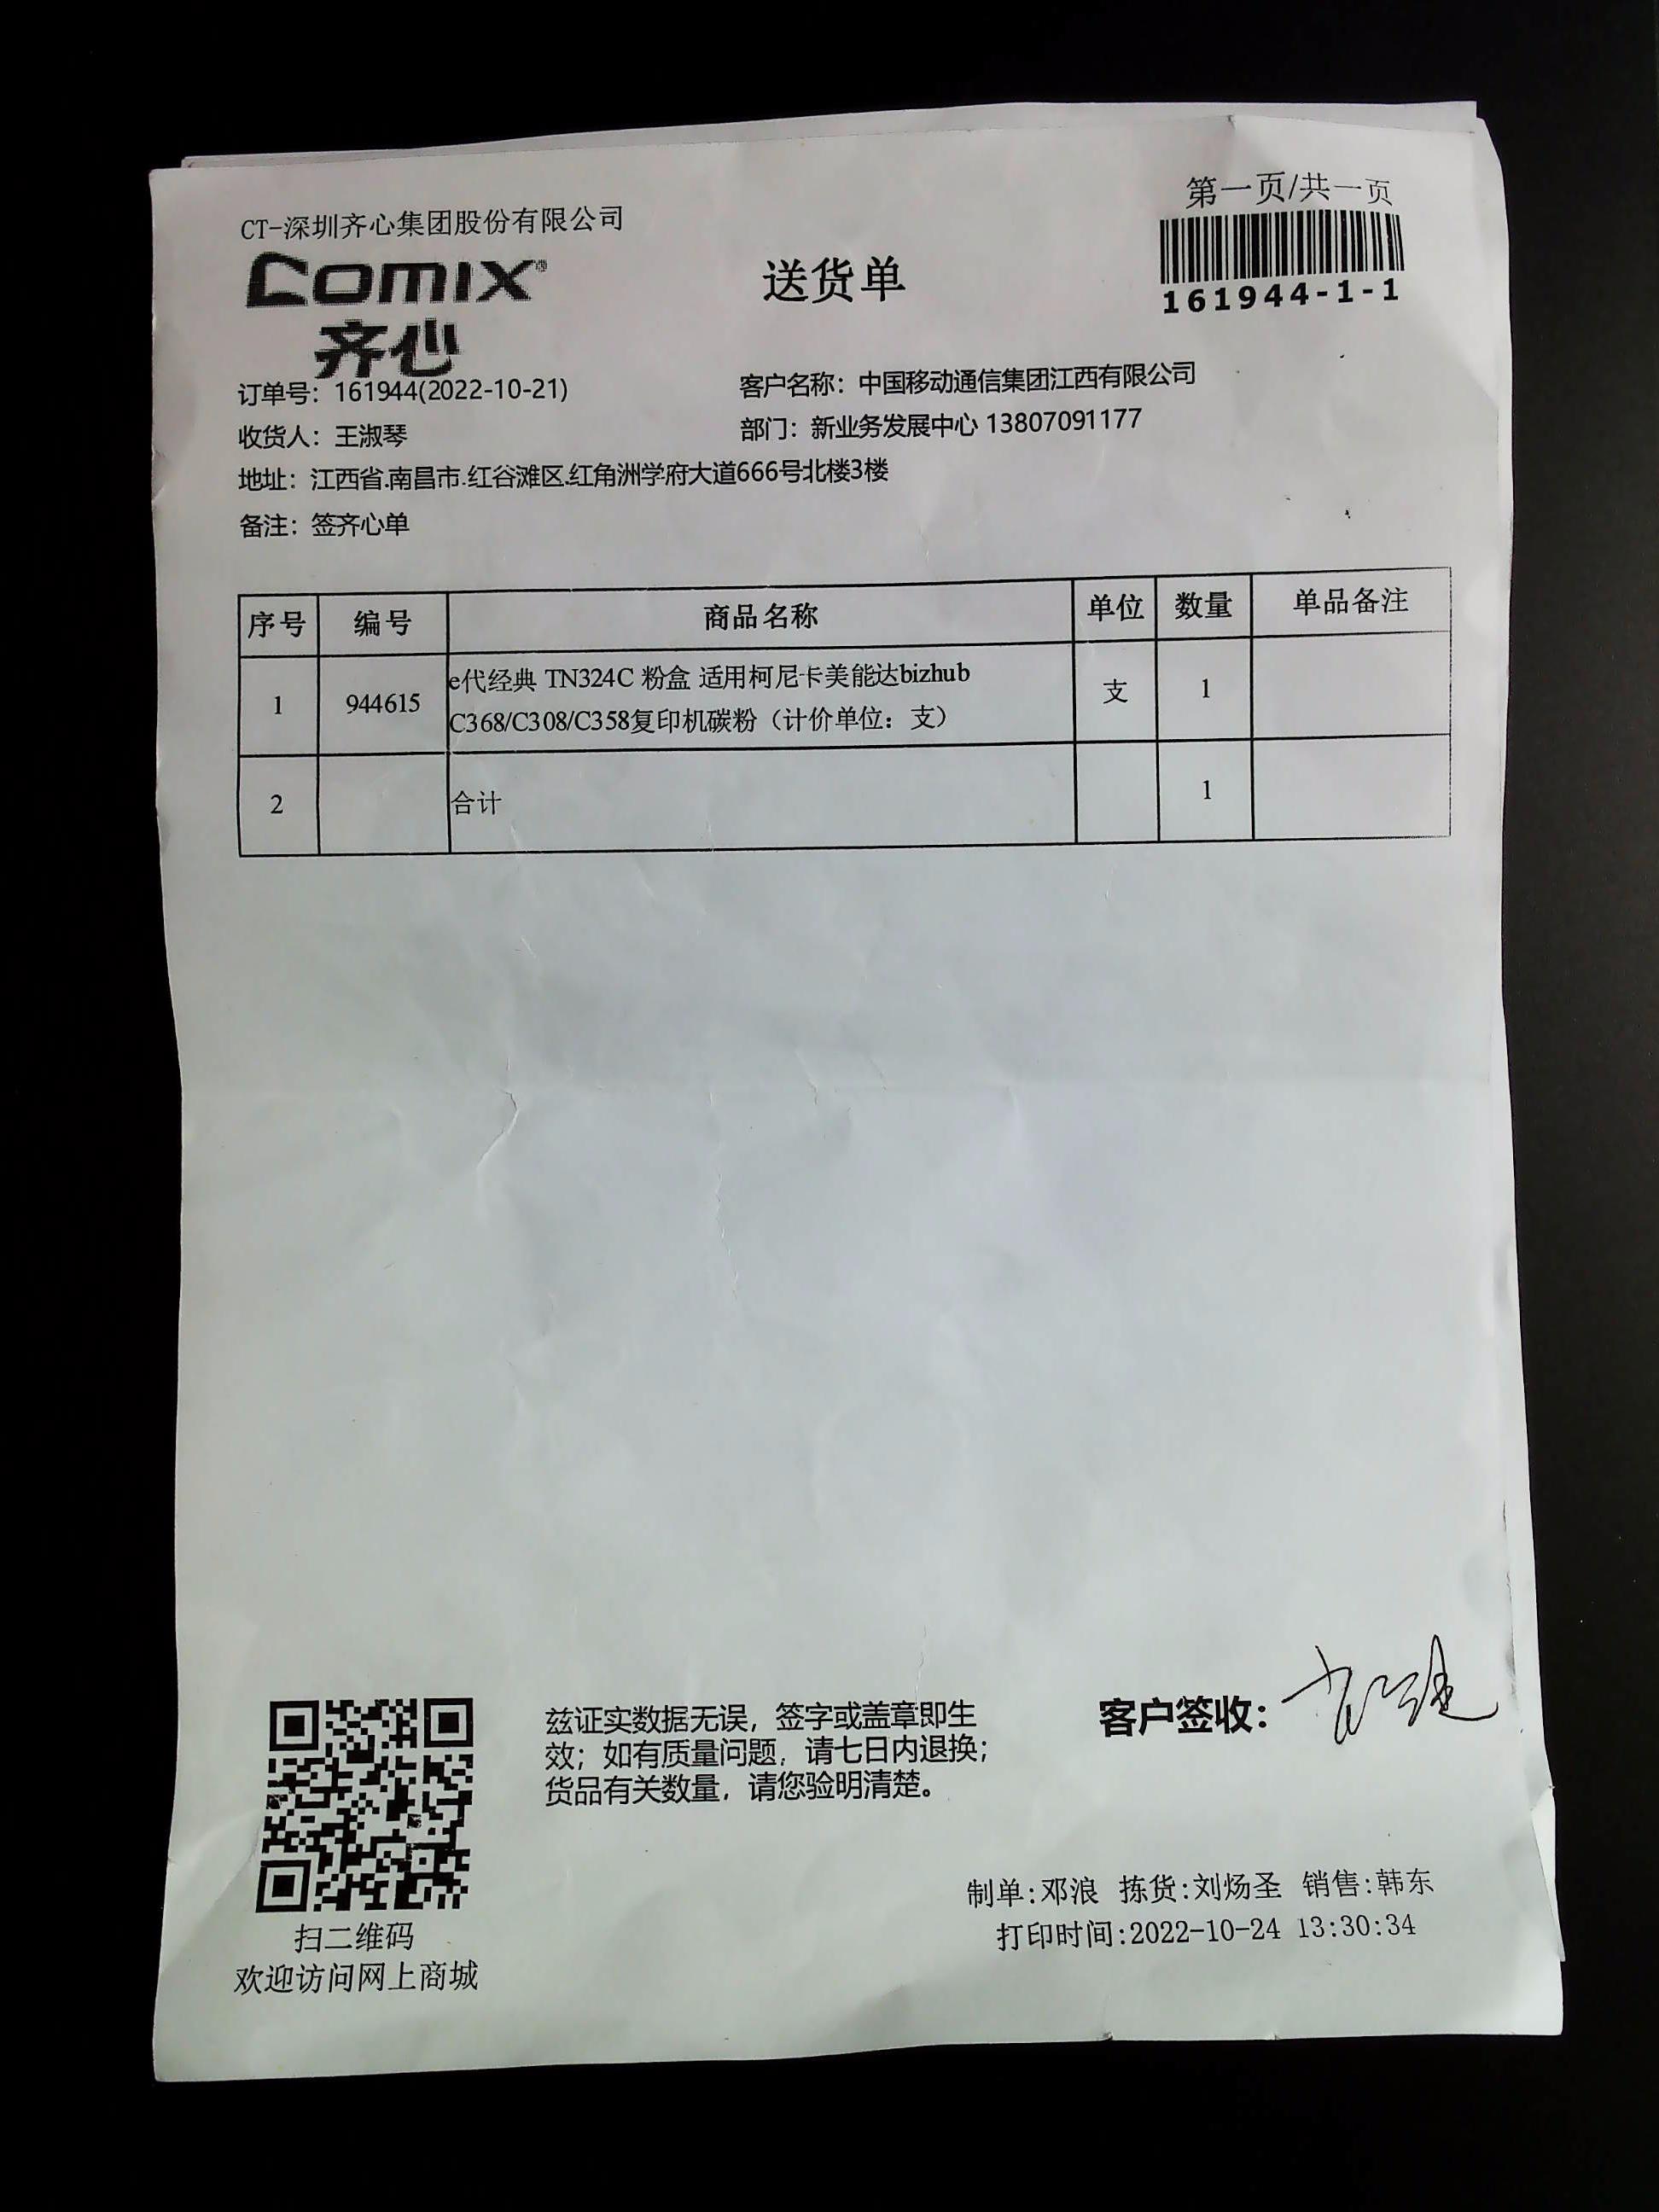 第一页/共一页
CT-深圳齐心集团股份有限公司
COMIX®
齐心
送货单
161944-1-1
订单号：161944(2022-10-21)
客户名称：中国移动通信集团江西有限公司
收货人：王淑琴
部门：新业务发展中心 13807091177
地址：江西省.南昌市.红谷滩区.红角洲学府大道666号北楼3楼
备注：签齐心单
序号 编号 商品名称 单位 数量 单品备注
1 944615 e代经典 TN324C 粉盒 适用柯尼卡美能达bizhub 支 1
C368/C308/C358复印机碳粉（计价单位：支）
2 合计 1
兹证实数据无误，签字或盖章即生
效；如有质量问题，请七日内退换；
货品有关数量，请您验明清楚。
客户签收：
制单:邓浪 拣货:刘炀圣 销售:韩东
打印时间:2022-10-24 13:30:34
扫二维码
欢迎访问网上商城